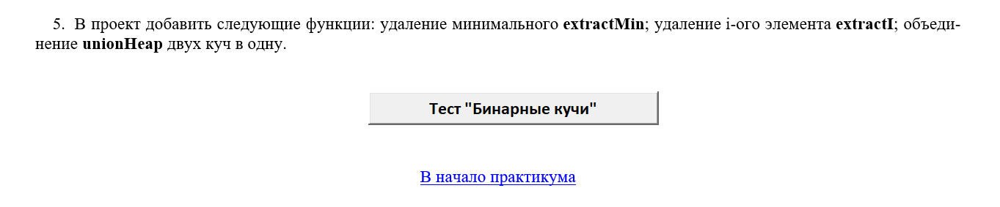 5. В проект добавить следующие функции: удаление минимального extractMin; удаление i-ого элемента extractI; объеди-
нение unionHeap двух куч в одну.
Тест "Бинарные кучи"
В начало практикума